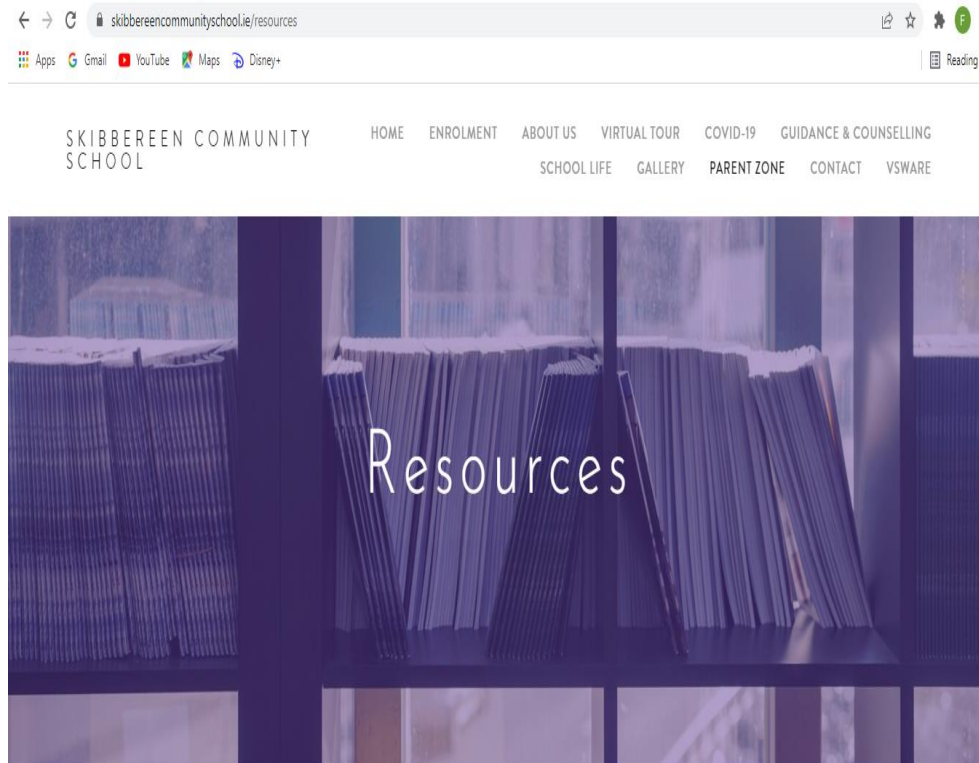 skibbereencommunityschool.ie/resources
F
Apps Gmail YouTube Maps Disney+ Reading
SKIBBEREEN COMMUNITY
SCHOOL
HOME ENROLMENT ABOUT US VIRTUAL TOUR COVID-19 GUIDANCE & COUNSELLING
SCHOOL LIFE GALLERY PARENT ZONE CONTACT VSWARE
Resources